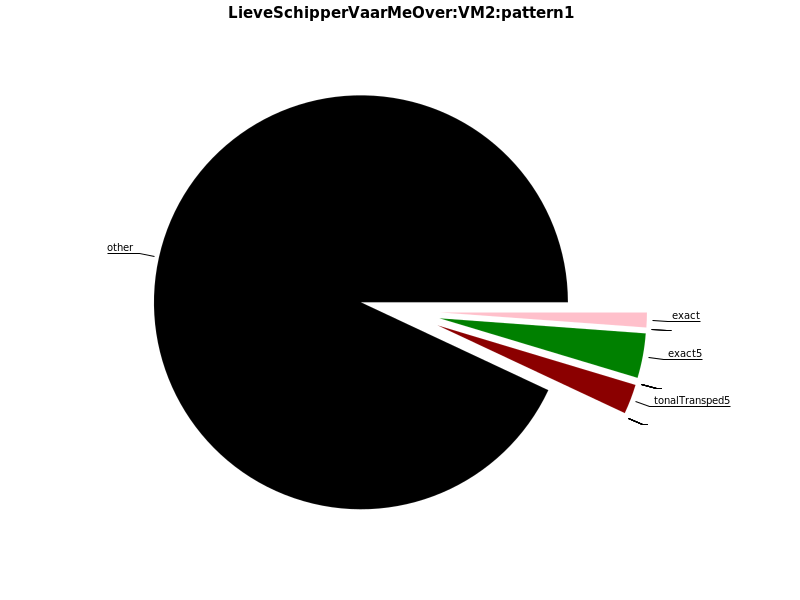 LieveSchipperVaarMeOver:VM2:pattern1
other
exact
exact5
tonalTransped5